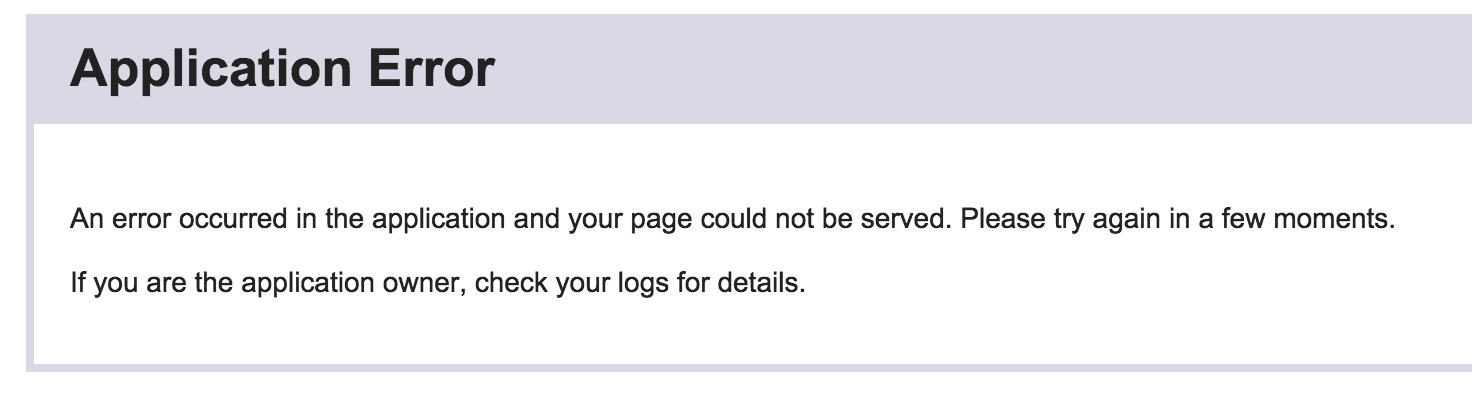 Application Error
An error occurred in the application and your page could not be served. Please try again in a few moments.
If you are the application owner, check your logs for details.